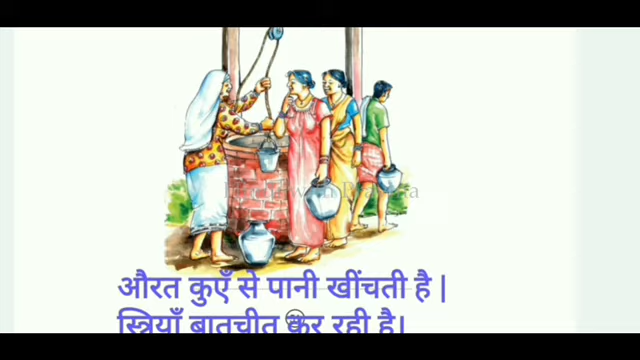 औरत कुएँ से पानी खींचती है |
स्त्रियाँ बातचीत कर रही है।